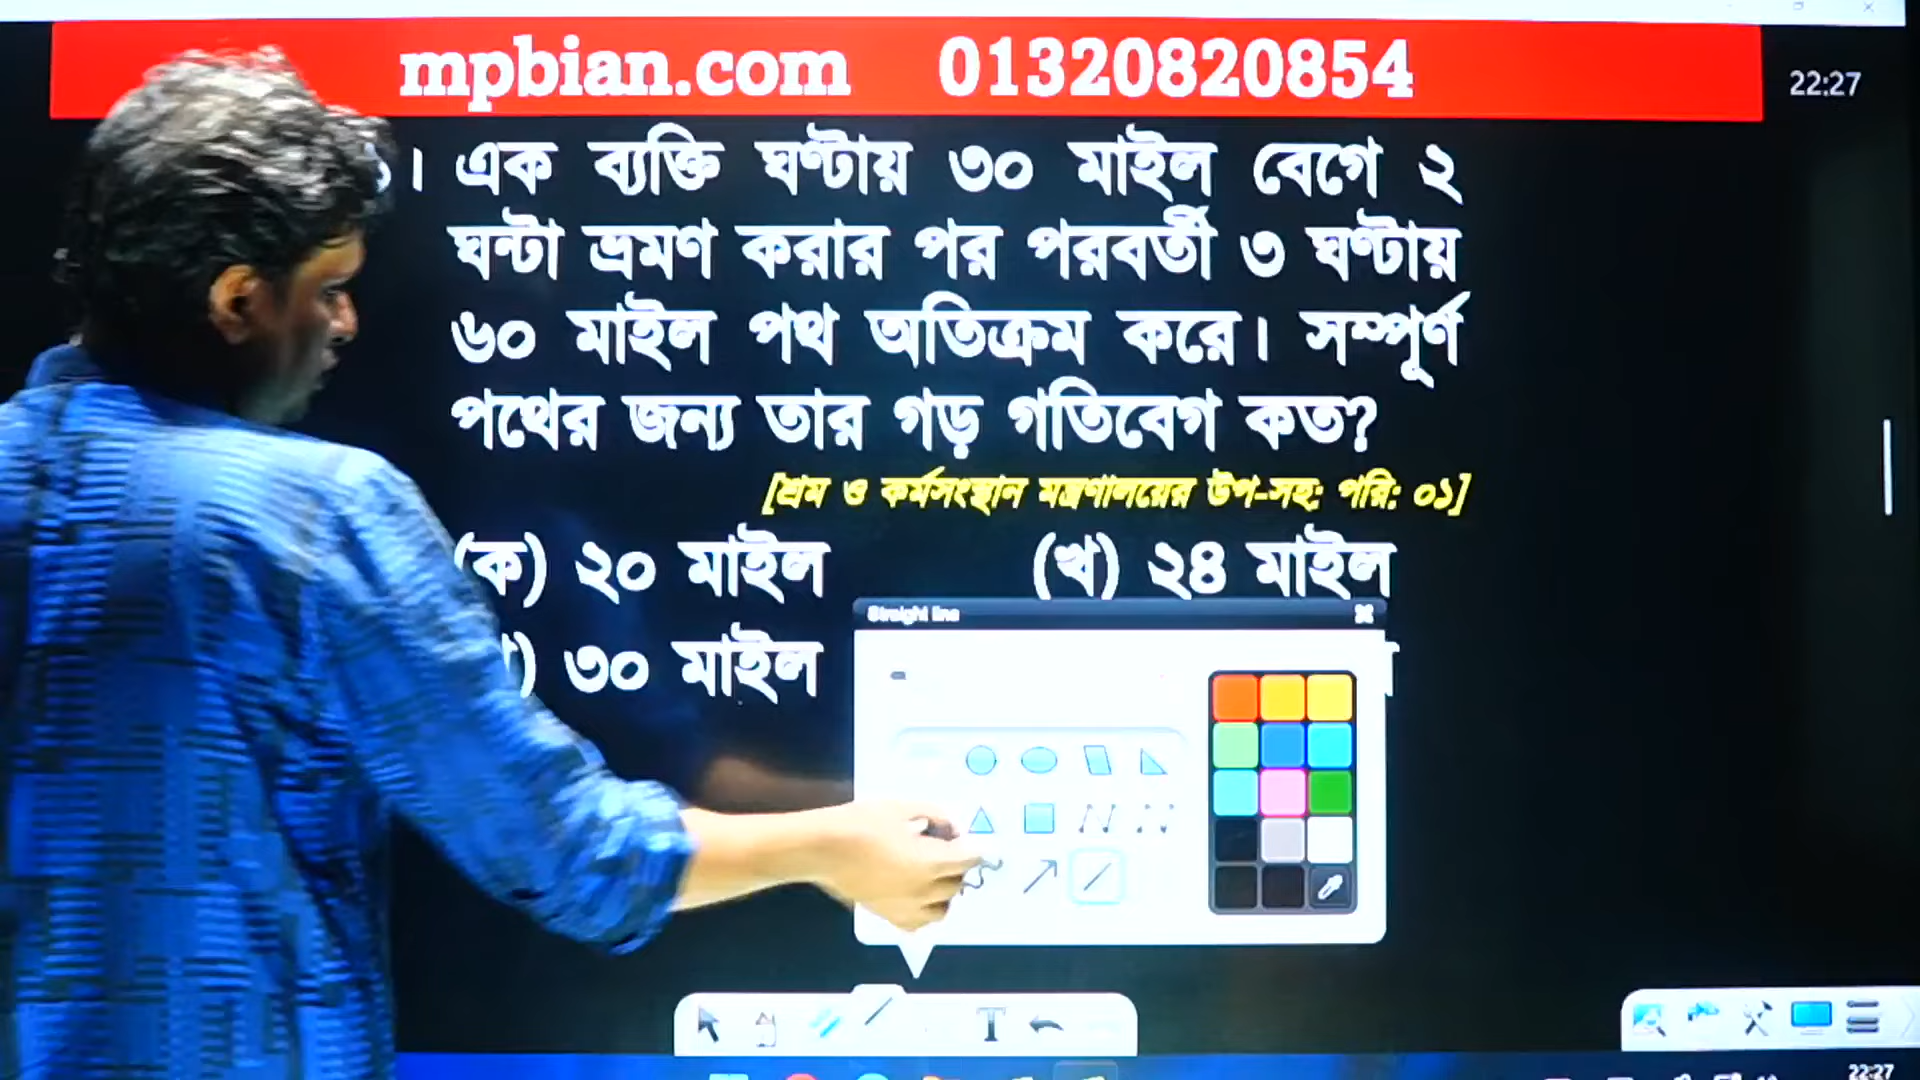 mpbian.com 01320820854
22:27
১। এক ব্যক্তি ঘণ্টায় ৩০ মাইল বেগে ২
ঘন্টা ভ্রমণ করার পর পরবর্তী ৩ ঘণ্টায়
৬০ মাইল পথ অতিক্রম করে। সম্পূর্ণ
পথের জন্য তার গড় গতিবেগ কত?
[শ্রম ও কর্মসংস্থান মন্ত্রণালয়ের উপ-সহ: পরি: ০১]
(ক) ২০ মাইল (খ) ২৪ মাইল
Straight line
) ৩০ মাইল
T
22:27